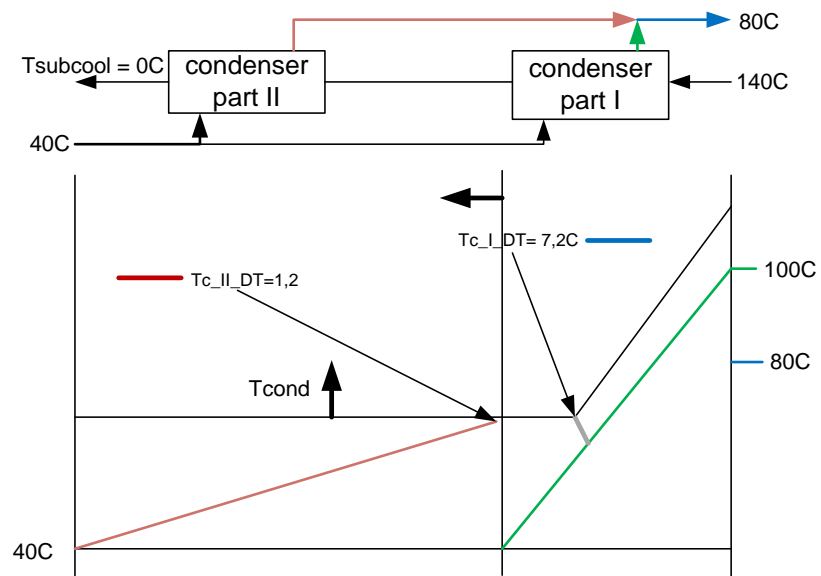 80C
Tsubcool = 0C
condenser
part II
condenser
part I
140C
40C
Tc_I_DT= 7,2C
Tc_II_DT=1,2
100C
80C
Tcond
40C